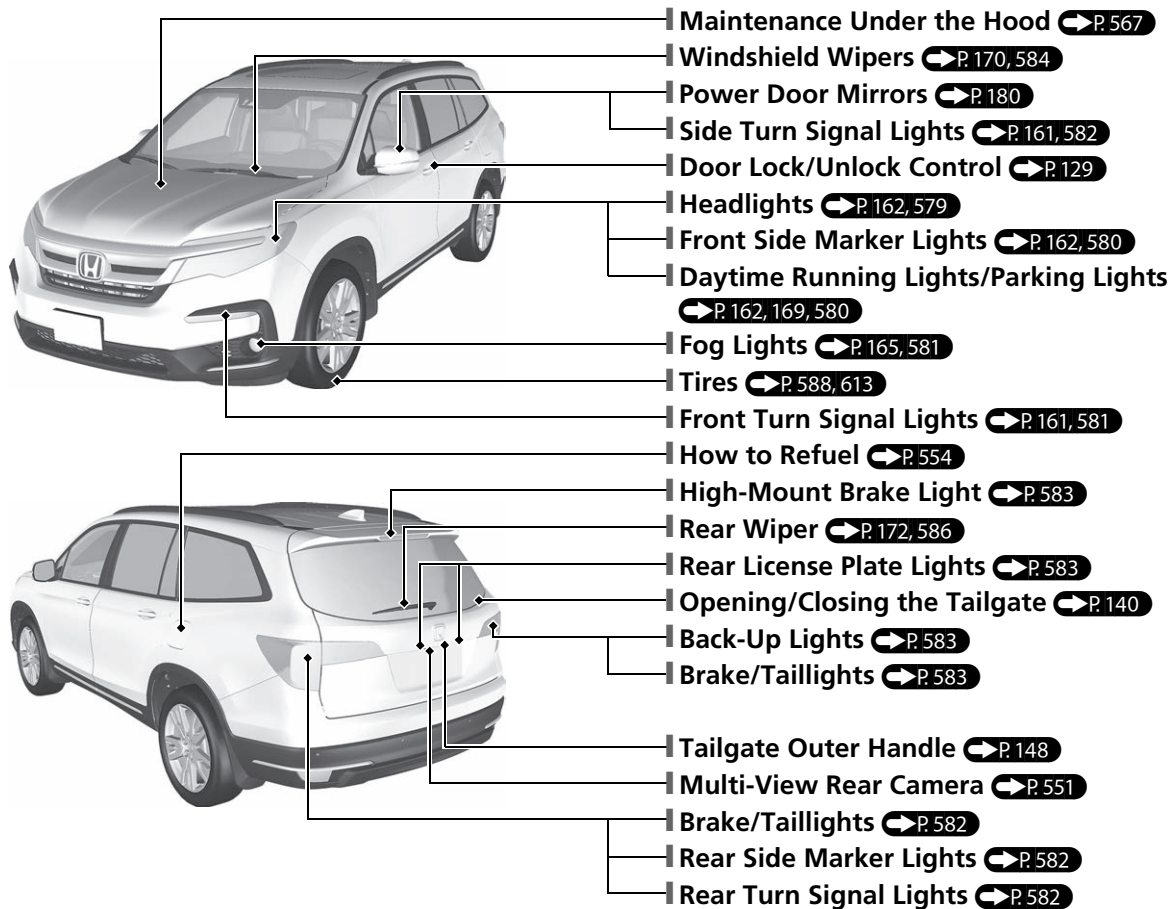 Maintenance Under the Hood P. 567
Windshield Wipers P. 170, 584
Power Door Mirrors P. 180
Side Turn Signal Lights P. 161, 582
Door Lock/Unlock Control P. 129
Headlights P. 162, 579
Front Side Marker Lights P. 162, 580
Daytime Running Lights/Parking Lights
P. 162, 169, 580
Fog Lights P. 165, 581
Tires P. 588, 613
Front Turn Signal Lights P. 161, 581
How to Refuel P. 554
High-Mount Brake Light P. 583
Rear Wiper P. 172, 586
Rear License Plate Lights P. 583
Opening/Closing the Tailgate P. 140
Back-Up Lights P. 583
Brake/Taillights P. 583
Tailgate Outer Handle P. 148
Multi-View Rear Camera P. 551
Brake/Taillights P. 582
Rear Side Marker Lights P. 582
Rear Turn Signal Lights P. 582